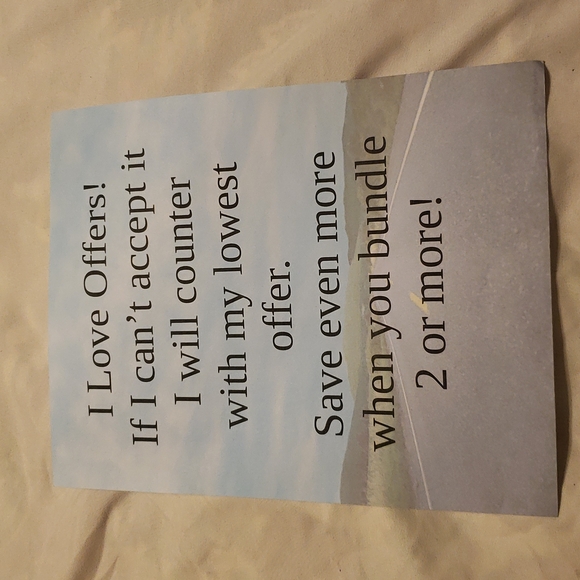 I Love Offers!
If I can't accept it
I will counter
with my lowest
offer.
Save even more
when you bundle
2 or more!